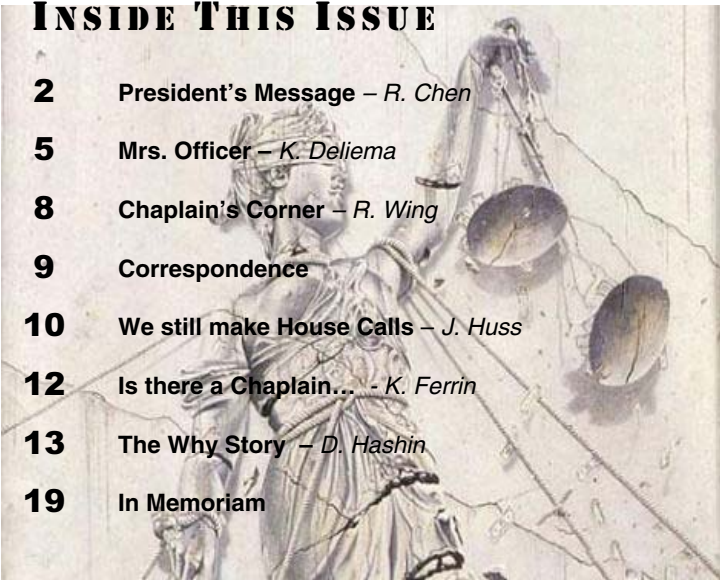 INSIDE THIS ISSUE
2 President's Message – R. Chen
5 Mrs. Officer – K. Deliema
8 Chaplain's Corner – R. Wing
9 Correspondence
10 We still make House Calls – J. Huss
12 Is there a Chaplain… - K. Ferrin
13 The Why Story – D. Hashin
19 In Memoriam